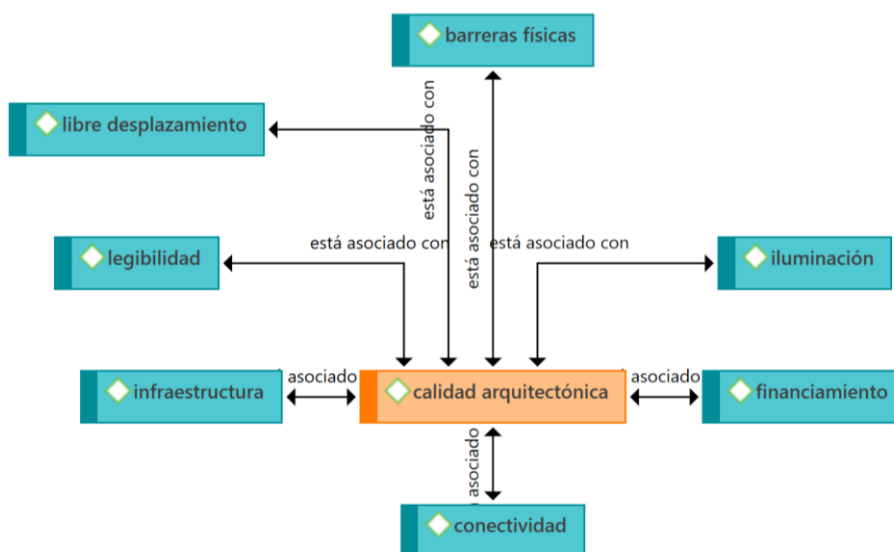 barreras físicas
libre desplazamiento
está asociado con
está asociado con
está asociado con
está asociado con
legibilidad
iluminación
infraestructura
asociado
calidad arquitectónica
asociado
financiamiento
asociado
conectividad